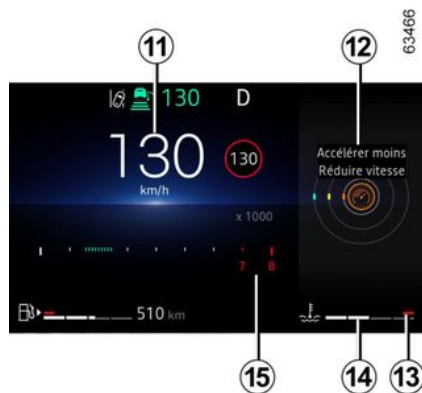 63466
11
12
130
D
130
km/h
130
Accélérer moins
Réduire vitesse
x 1000
7
8
510 km
15
14
13